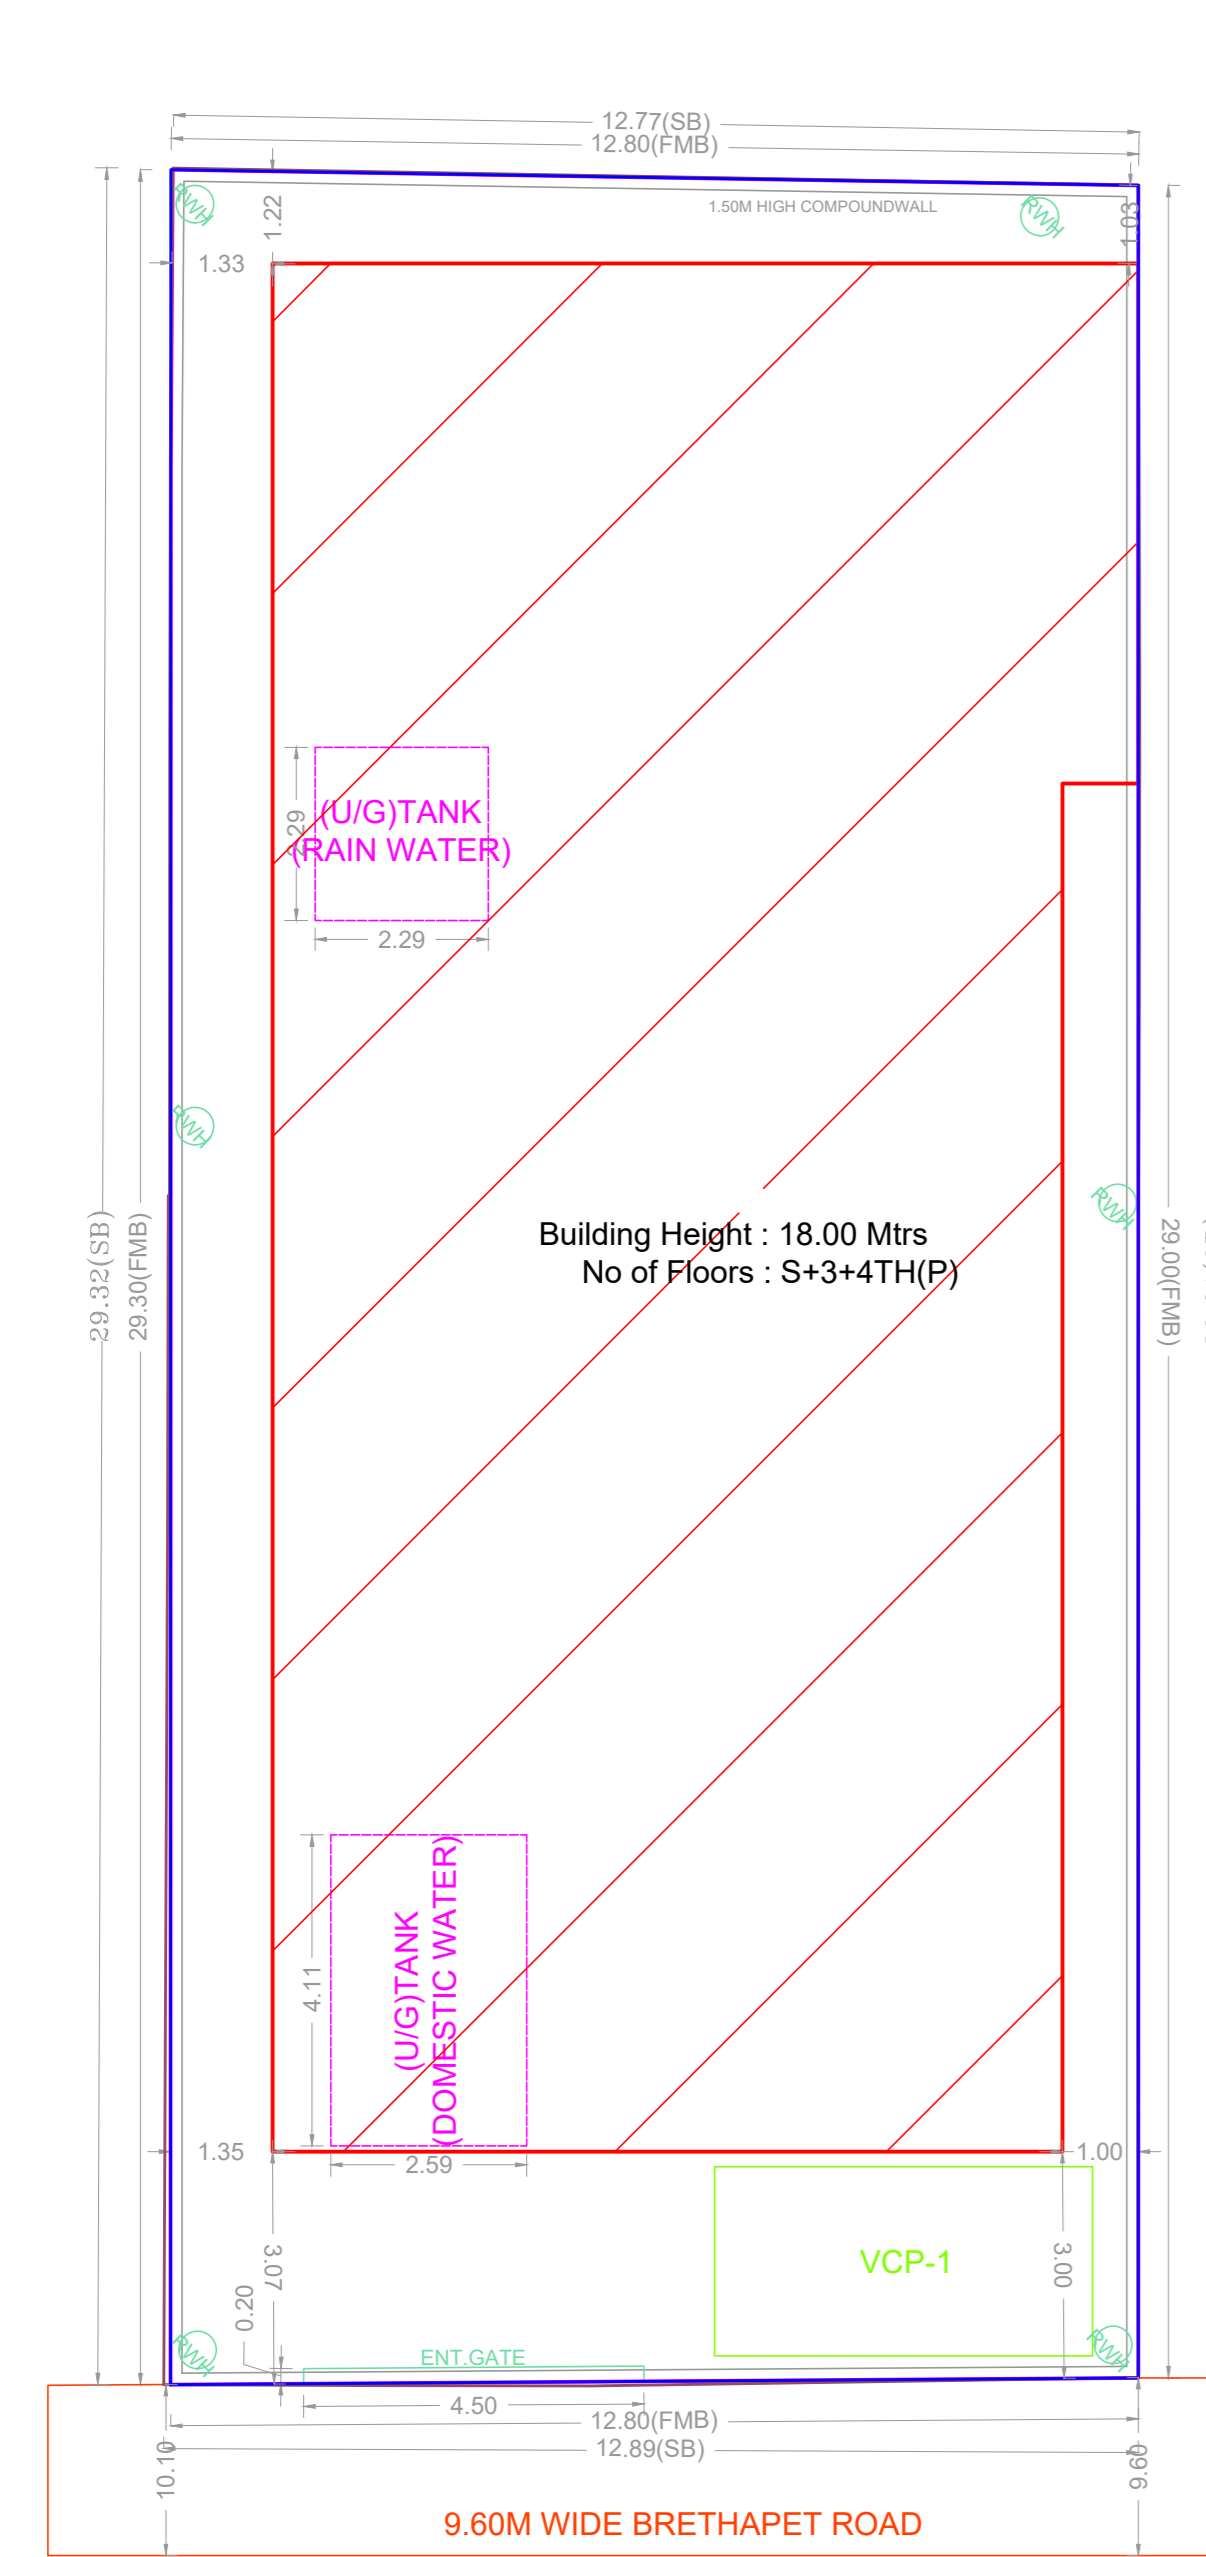 12.77(SB)
12.80(FMB)
RWH
1.22
1.50M HIGH COMPOUNDWALL
RWH
1.03
1.33
(U/G)TANK
(RAIN WATER)
2.29
2.29
RWH
RWH
29.32(SB)
29.30(FMB)
29.00(FMB)
Building Height : 18.00 Mtrs
No of Floors : S+3+4TH(P)
4.11
(U/G)TANK
(DOMESTIC WATER)
2.59
1.35
1.00
3.07
3.00
0.20
VCP-1
RWH
RWH
ENT.GATE
4.50
12.80(FMB)
12.89(SB)
10.10
9.60
9.60M WIDE BRETHAPET ROAD